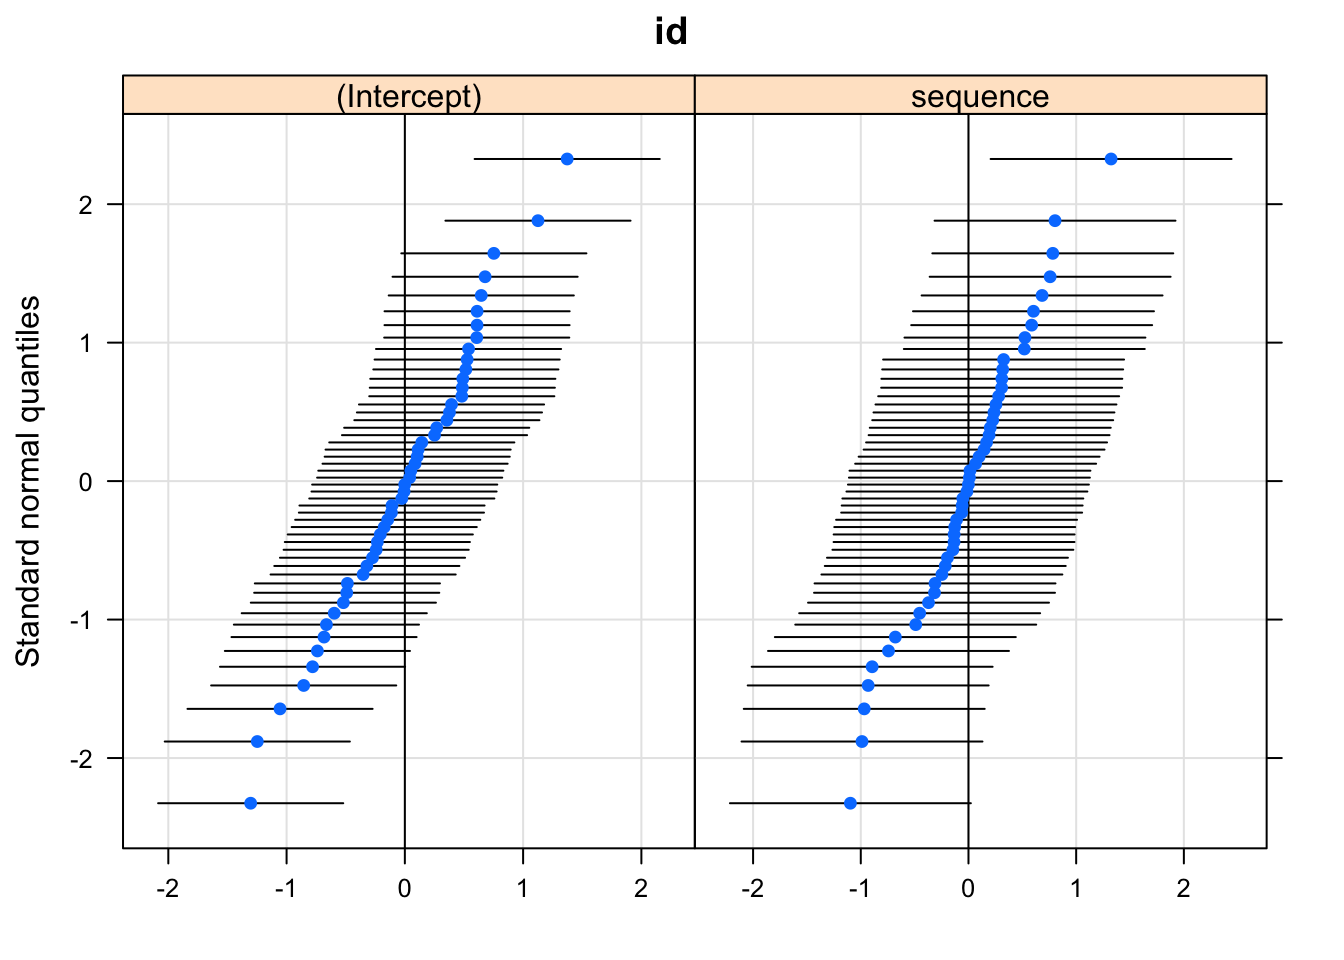 id
(Intercept) sequence
Standard normal quantiles
2
1
0
-1
-2
-2 -1 0 1 2 -2 -1 0 1 2